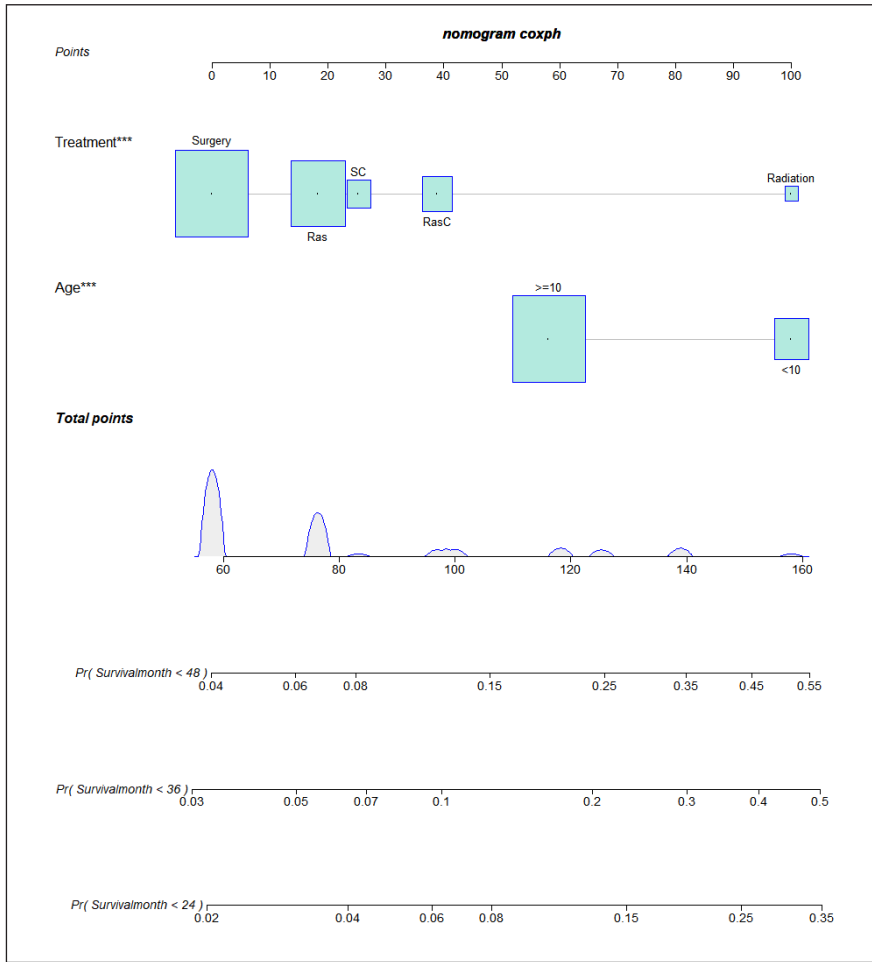 nomogram coxph
Points
0 10 20 30 40 50 60 70 80 90 100
Treatment***
Surgery
SC
Radiation
Ras
RasC
Age***
>=10
<10
Total points
60 80 100 120 140 160
Pr( Survivalmonth < 48 )
0.04 0.06 0.08 0.15 0.25 0.35 0.45 0.55
Pr( Survivalmonth < 36 )
0.03 0.05 0.07 0.1 0.2 0.3 0.4 0.5
Pr( Survivalmonth < 24 )
0.02 0.04 0.06 0.08 0.15 0.25 0.35